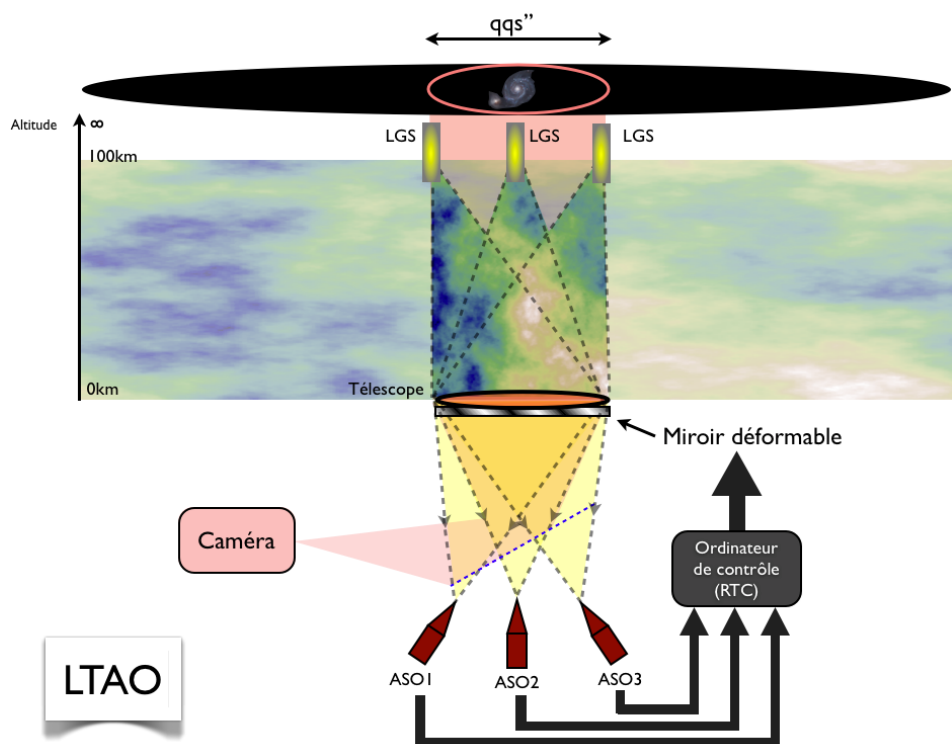 qqs”
Altitude
∞
100km
LGS
LGS
LGS
0km
Télescope
Miroir déformable
Caméra
Ordinateur
de contrôle
(RTC)
LTAO
ASO1
ASO2
ASO3